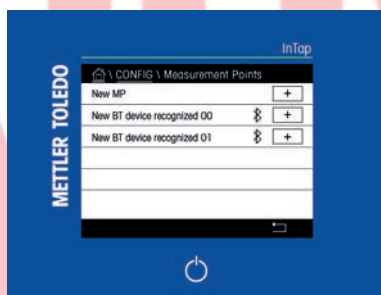 InTap
METTLER TOLEDO
\ CONFIG \ Measurement Points
New MP +
New BT device recognized 00 +
New BT device recognized 01 +